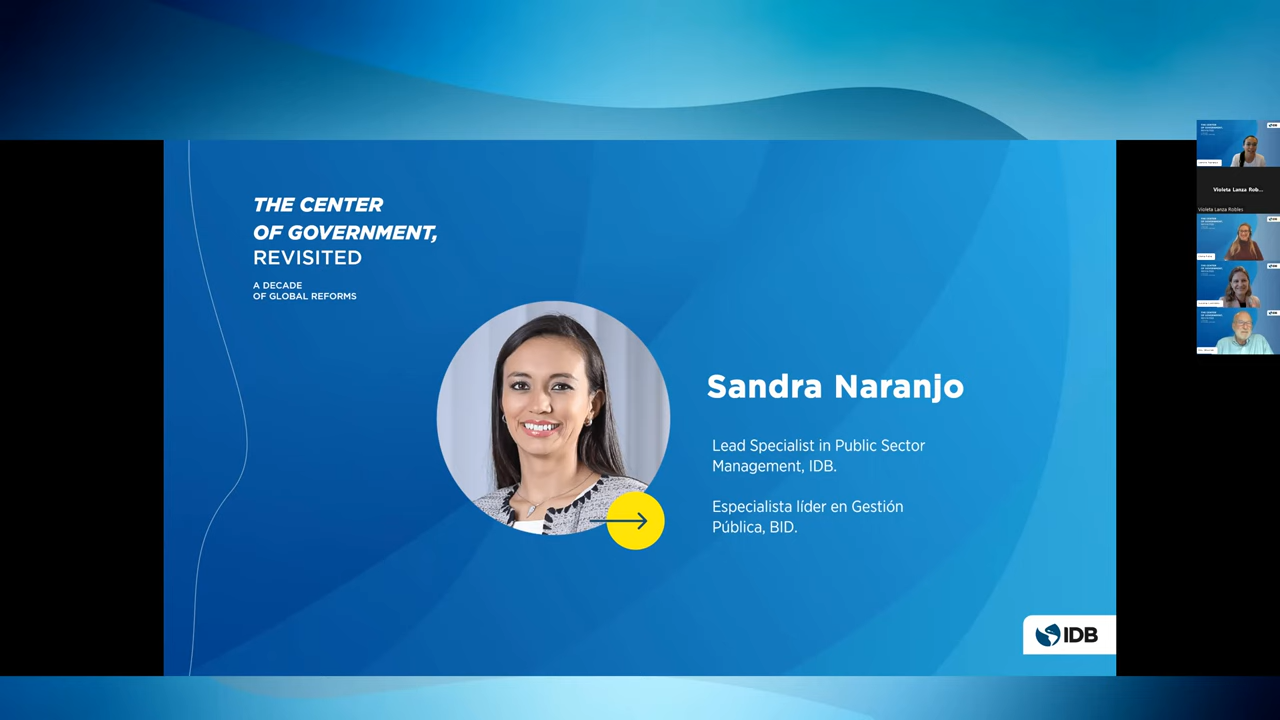 THE CENTER
OF GOVERNMENT,
REVISITED
A DECADE
OF GLOBAL REFORMS
Sandra Naranjo
Lead Specialist in Public Sector
Management, IDB.
Especialista líder en Gestión
Pública, BID.
IDB
Violeta Lanza Rob...
Violeta Lanza Robles